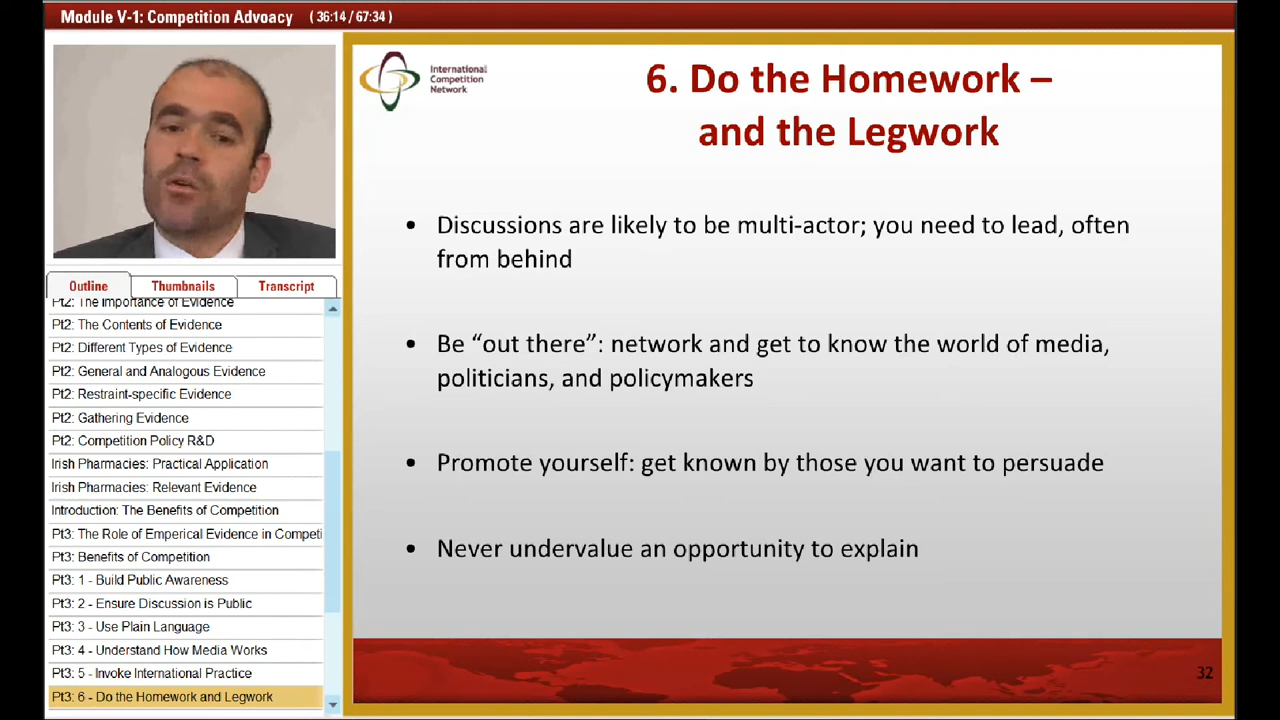 Module V-1: Competition Advocacy ( 36:14 / 67:34 )
International
Competition
Network
6. Do the Homework –
and the Legwork
• Discussions are likely to be multi-actor; you need to lead, often
from behind
• Be “out there”: network and get to know the world of media,
politicians, and policymakers
• Promote yourself: get known by those you want to persuade
• Never undervalue an opportunity to explain
32
Outline Thumbnails Transcript
Pt2: The Importance of Evidence
Pt2: The Contents of Evidence
Pt2: Different Types of Evidence
Pt2: General and Analogous Evidence
Pt2: Restraint-specific Evidence
Pt2: Gathering Evidence
Pt2: Competition Policy R&D
Irish Pharmacies: Practical Application
Irish Pharmacies: Relevant Evidence
Introduction: The Benefits of Competition
Pt3: The Role of Emperical Evidence in Competi
Pt3: Benefits of Competition
Pt3: 1 - Build Public Awareness
Pt3: 2 - Ensure Discussion is Public
Pt3: 3 - Use Plain Language
Pt3: 4 - Understand How Media Works
Pt3: 5 - Invoke International Practice
Pt3: 6 - Do the Homework and Legwork